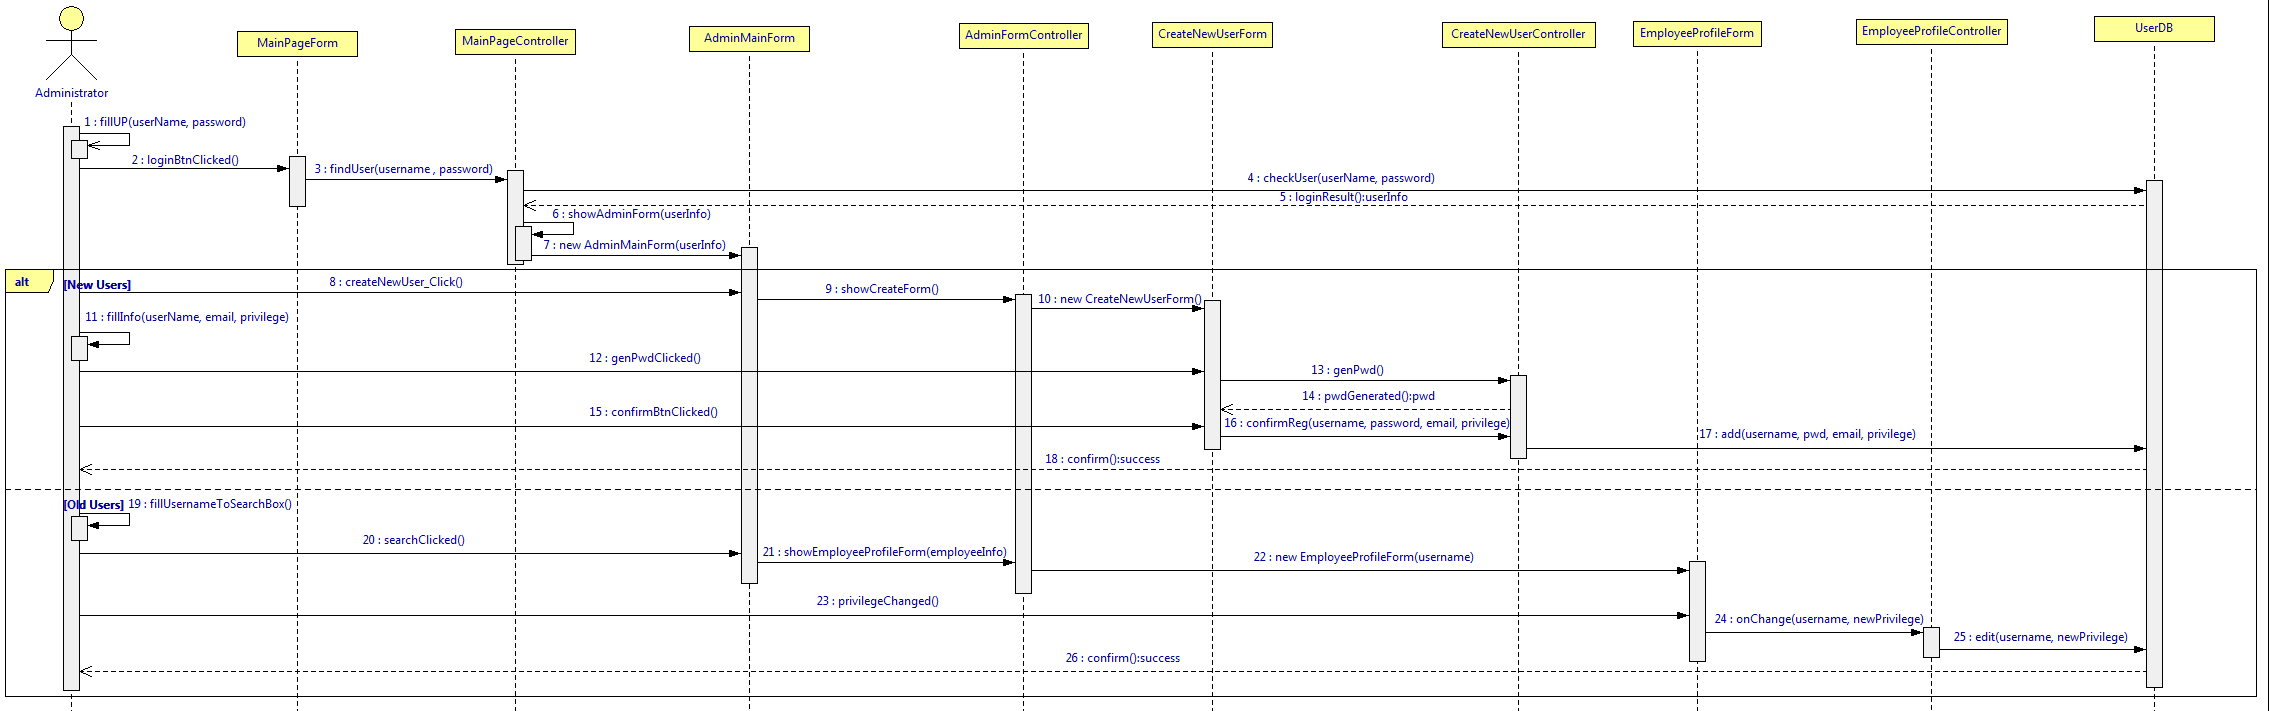 MainPageForm
MainPageController
AdminMainForm
AdminFormController
CreateNewUserForm
CreateNewUserController
EmployeeProfileForm
EmployeeProfileController
UserDB
Administrator
1 : fillUP(userName, password)
2 : loginBtnClicked()
3 : findUser(username , password)
4 : checkUser(userName, password)
5 : loginResult():userInfo
6 : showAdminForm(userInfo)
7 : new AdminMainForm(userInfo)
alt
[New Users]
8 : createNewUser_Click()
9 : showCreateForm()
10 : new CreateNewUserForm()
11 : fillInfo(userName, email, privilege)
12 : genPwdClicked()
13 : genPwd()
14 : pwdGenerated():pwd
15 : confirmBtnClicked()
16 : confirmReg(username, password, email, privilege)
17 : add(username, pwd, email, privilege)
18 : confirm():success
[Old Users]
19 : fillUsernameToSearchBox()
20 : searchClicked()
21 : showEmployeeProfileForm(employeeInfo)
22 : new EmployeeProfileForm(username)
23 : privilegeChanged()
24 : onChange(username, newPrivilege)
25 : edit(username, newPrivilege)
26 : confirm():success